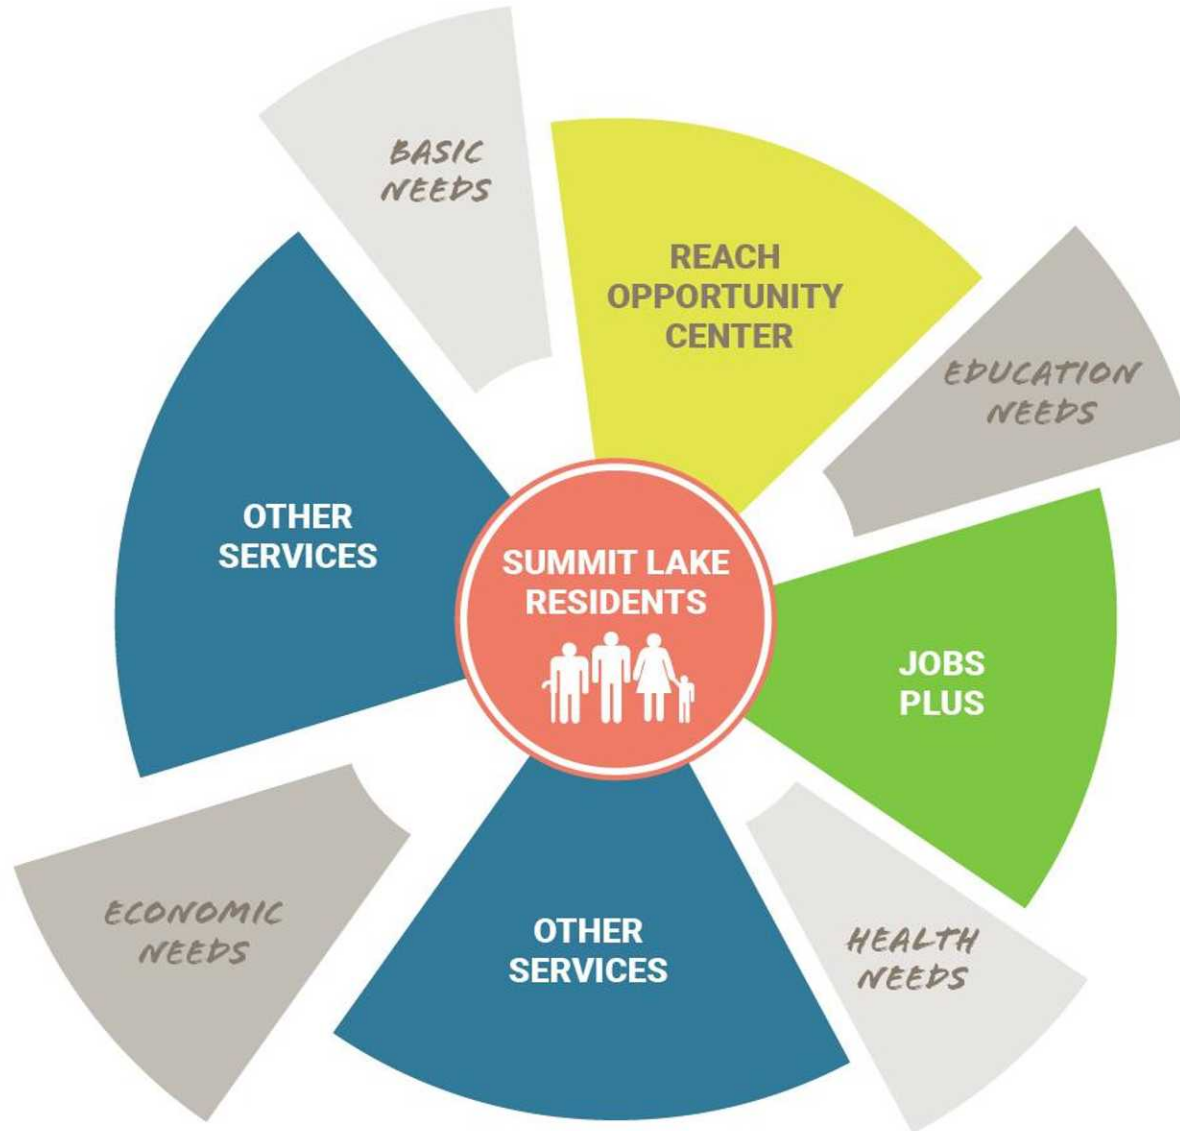 BASIC
NEEDS
REACH
OPPORTUNITY
CENTER
EDUCATION
NEEDS
OTHER
SERVICES
SUMMIT LAKE
RESIDENTS
JOBS
PLUS
ECONOMIC
NEEDS
OTHER
SERVICES
HEALTH
NEEDS